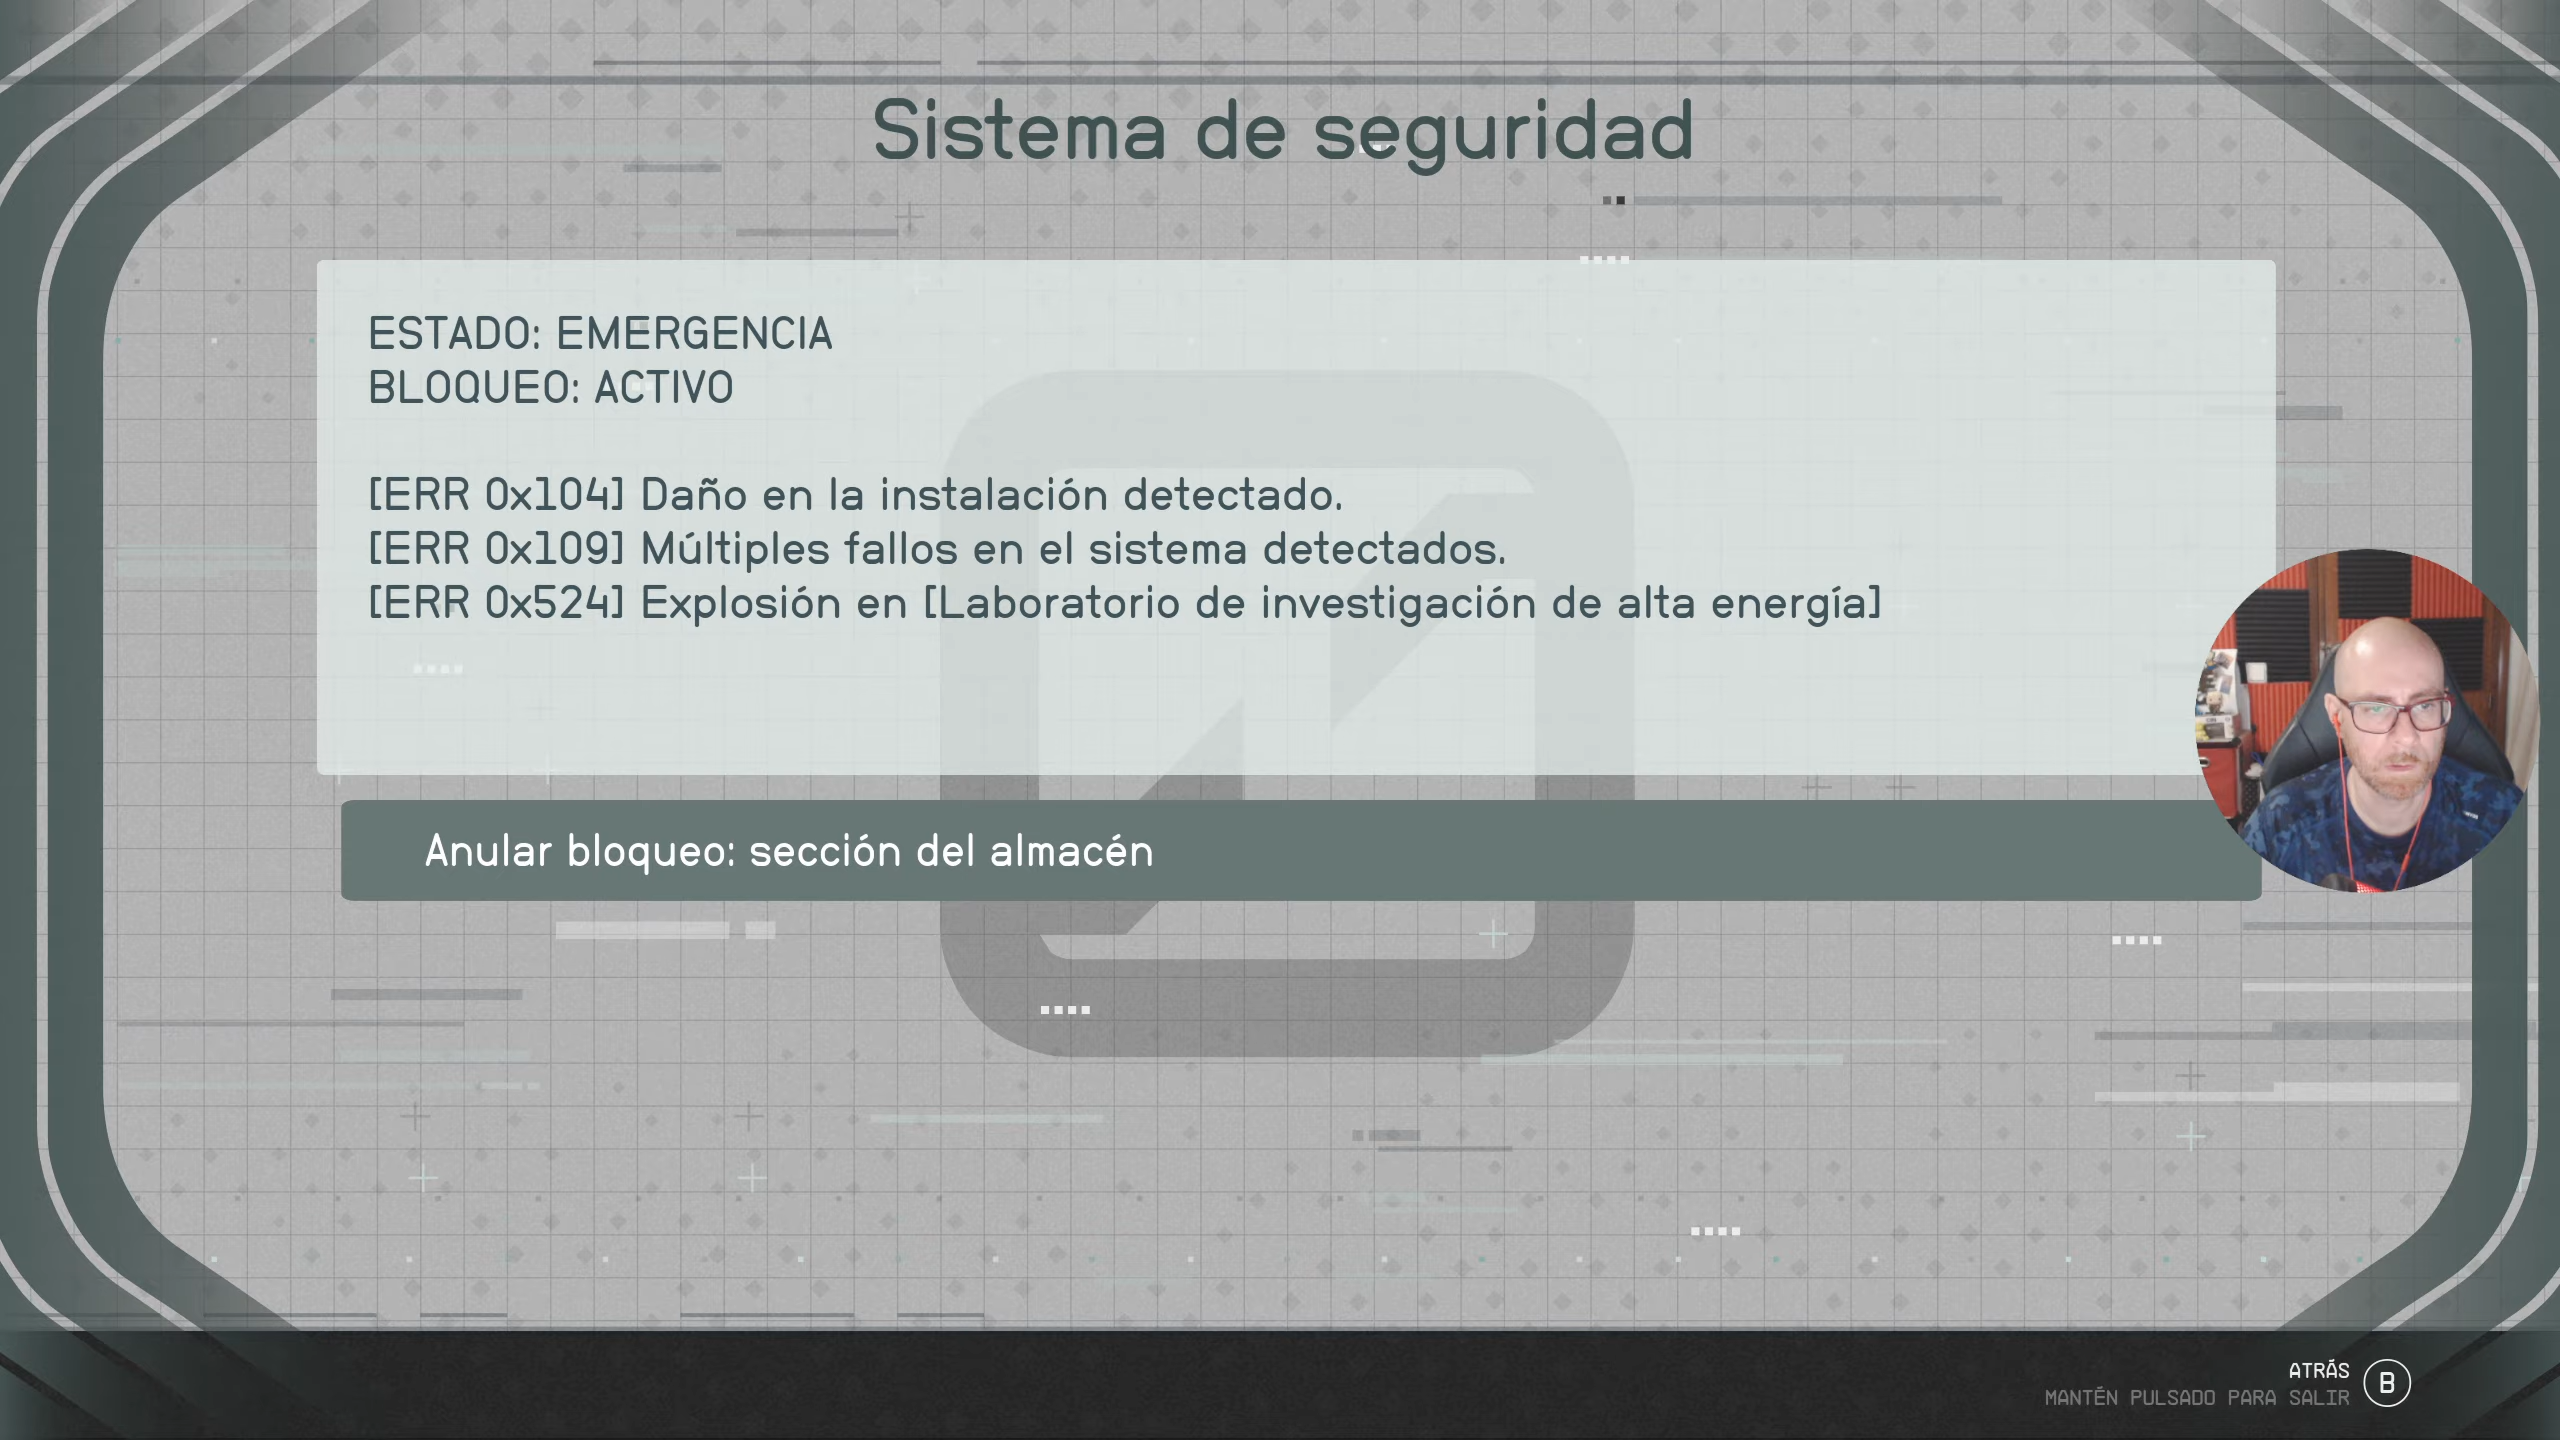 Sistema de seguridad
ESTADO: EMERGENCIA
BLOQUEO: ACTIVO
[ERR 0x104] Daño en la instalación detectado.
[ERR 0x109] Múltiples fallos en el sistema detectados.
[ERR 0x524] Explosión en [Laboratorio de investigación de alta energía]
Anular bloqueo: sección del almacén
ATRÁS
B
MANTÉN PULSADO PARA SALIR